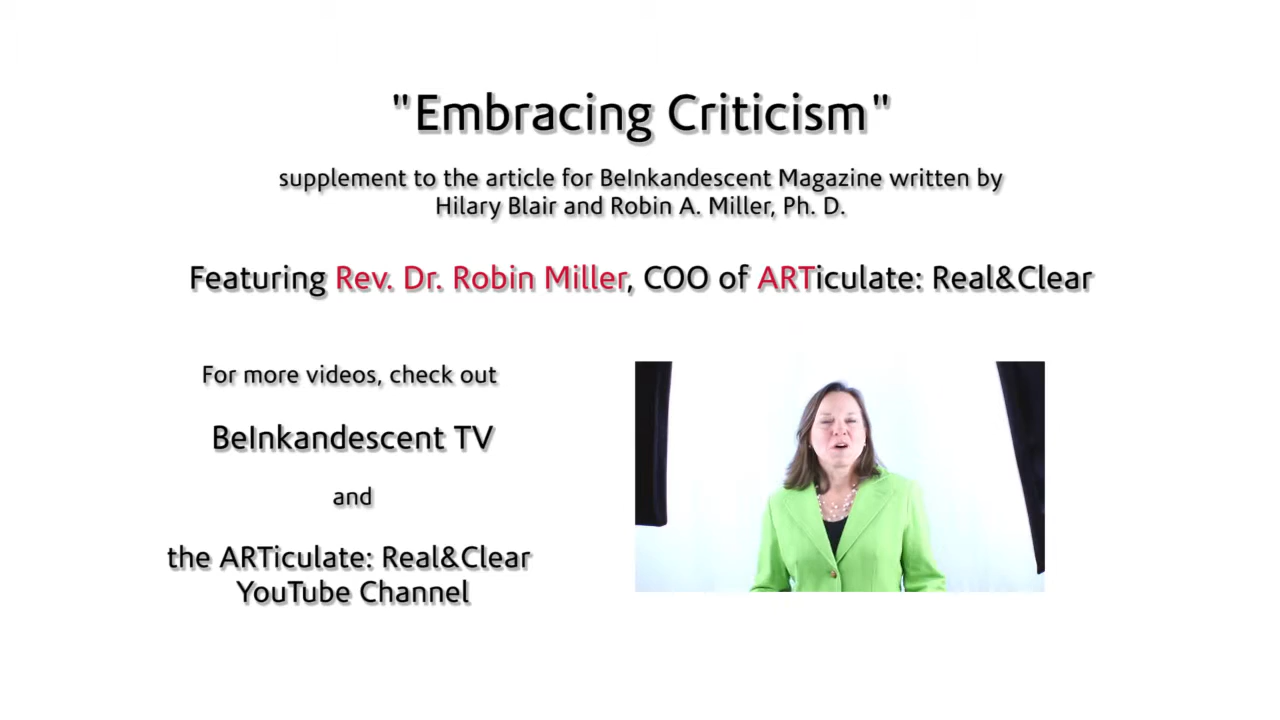 "Embracing Criticism"
supplement to the article for BeInkandescent Magazine written by
Hilary Blair and Robin A. Miller, Ph. D.
Featuring Rev. Dr. Robin Miller, COO of ARTiculate: Real&Clear
For more videos, check out
BeInkandescent TV
and
the ARTiculate: Real&Clear
YouTube Channel